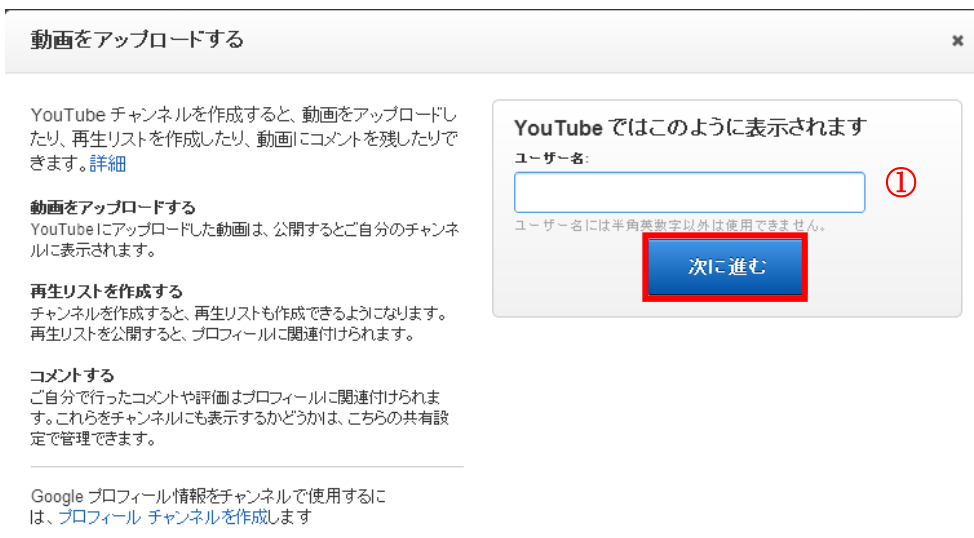 動画をアップロードする
×
YouTube チャンネルを作成すると、動画をアップロードし
たり、再生リストを作成したり、動画にコメントを残したりで
きます。詳細
動画をアップロードする
YouTubeにアップロードした動画は、公開するとご自分のチャンネ
ルに表示されます。
再生リストを作成する
チャンネルを作成すると、再生リストも作成できるようになります。
再生リストを公開すると、プロフィールに関連付けられます。
コメントする
ご自分で行ったコメントや評価はプロフィールに関連付けられま
す。これらをチャンネルにも表示するかどうかは、こちらの共有設
定で管理できます。
Google プロフィール情報をチャンネルで使用するに
は、プロフィール チャンネルを作成します
YouTube ではこのように表示されます
ユーザー名:
①
ユーザー名には半角英数字以外は使用できません。
次に進む